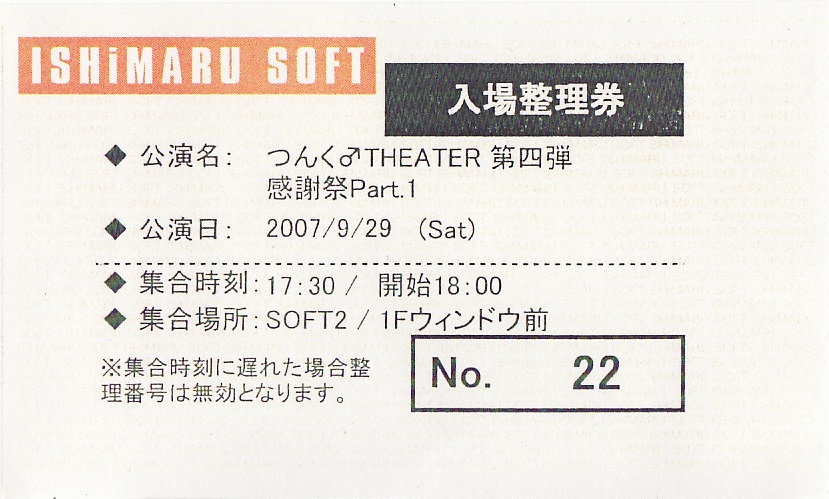 ISHiMARU SOFT
入場整理券
◆ 公演名: つんく♂THEATER 第四弾
感謝祭Part.1
◆ 公演日: 2007/9/29 (Sat)
◆ 集合時刻:17:30 / 開始18:00
◆ 集合場所:SOFT2 / 1Fウィンドウ前
※集合時刻に遅れた場合整
理番号は無効となります。
No. 22